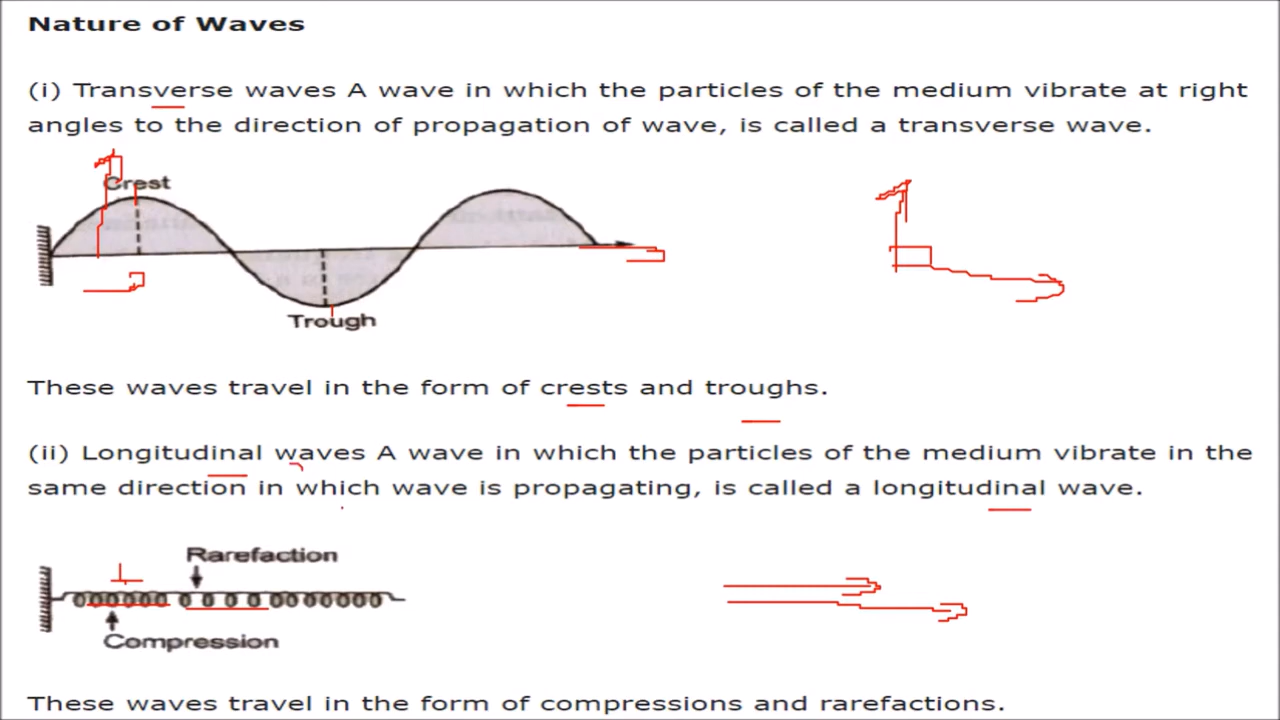 Nature of Waves
(i) Transverse waves A wave in which the particles of the medium vibrate at right
angles to the direction of propagation of wave, is called a transverse wave.
Crest
Trough
These waves travel in the form of crests and troughs.
(ii) Longitudinal waves A wave in which the particles of the medium vibrate in the
same direction in which wave is propagating, is called a longitudinal wave.
Rarefaction
Compression
These waves travel in the form of compressions and rarefactions.